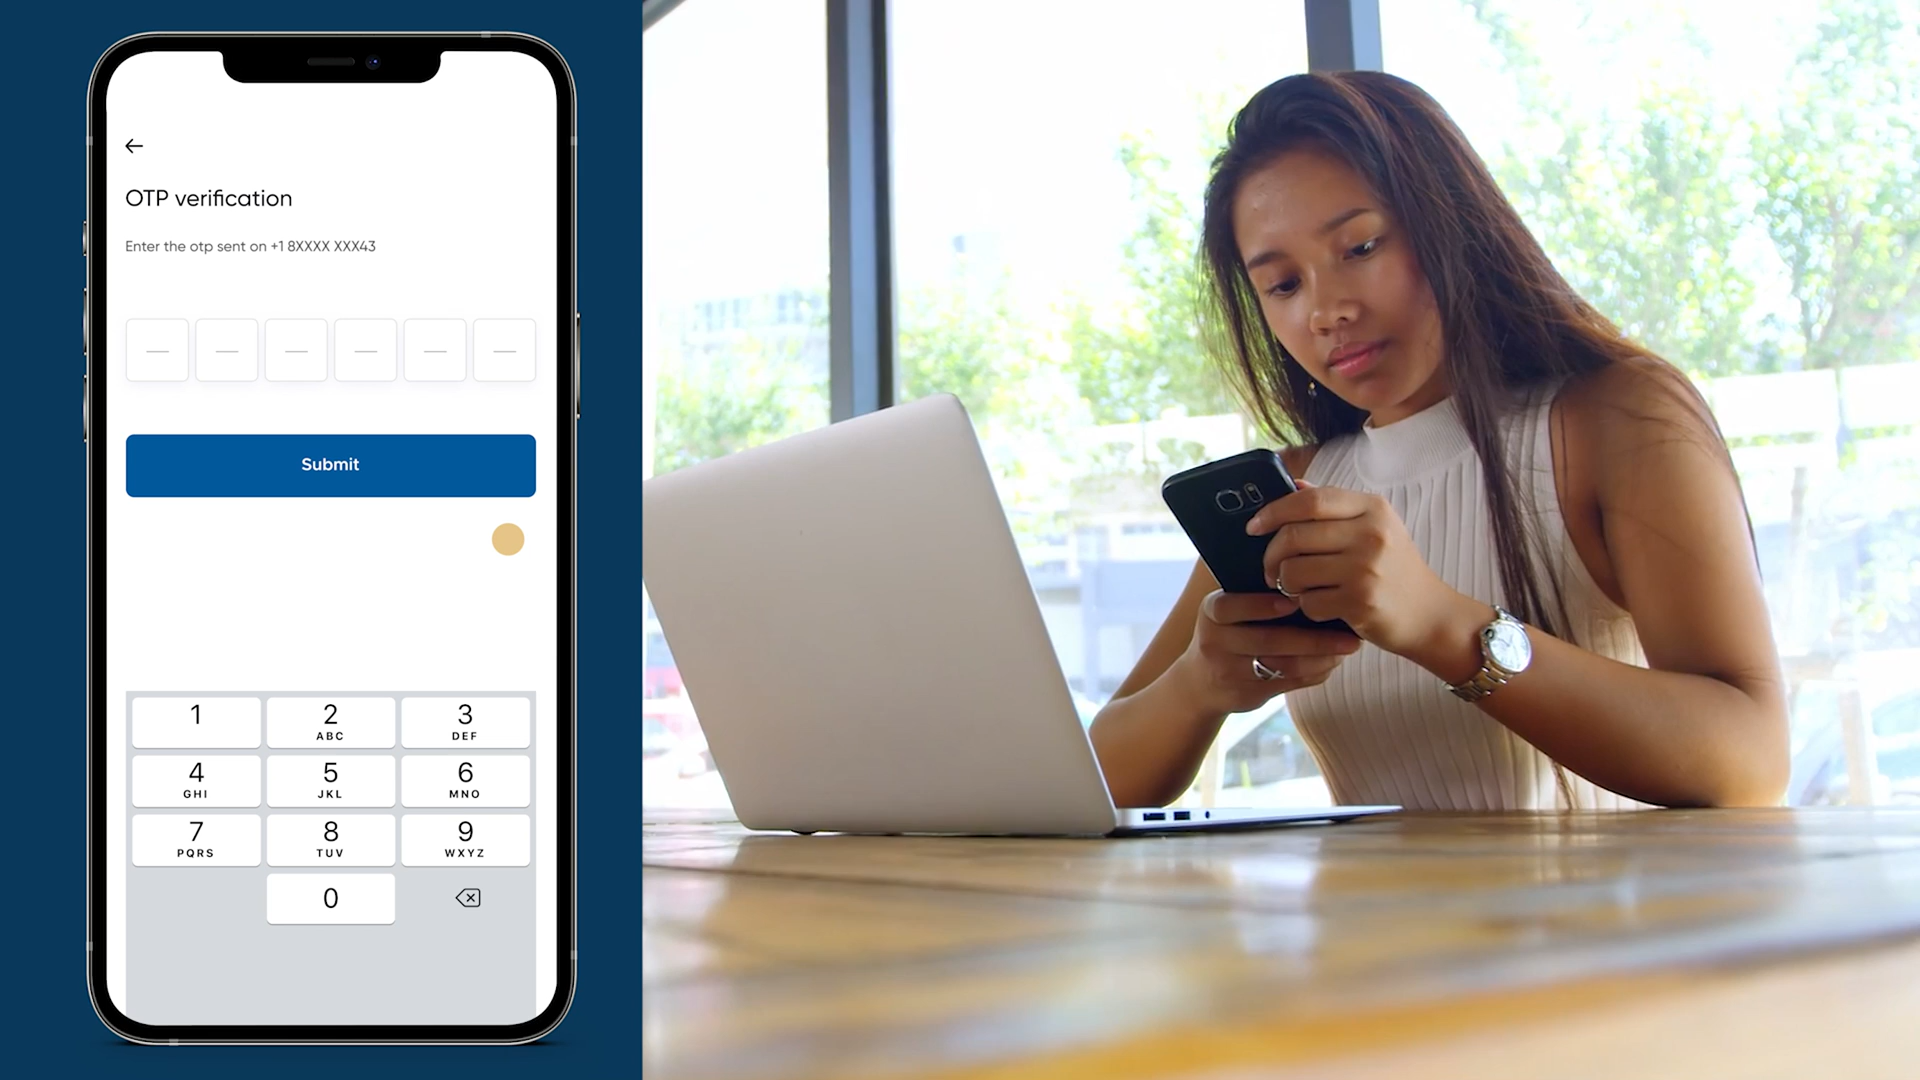 OTP verification
Enter the otp sent on +1 8XXXX XXX43
Submit
1
2
ABC
3
DEF
4
GHI
5
JKL
6
MNO
7
PQRS
8
TUV
9
WXYZ
0